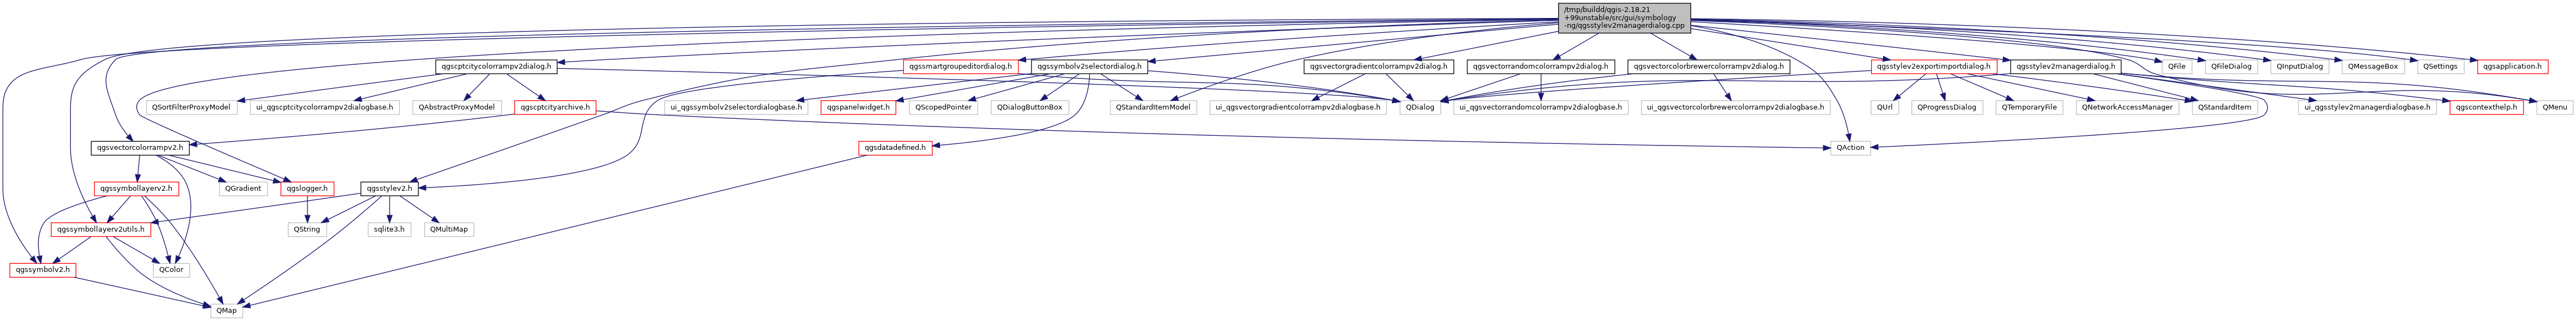 /tmp/buildd/qgis-2.18.21
+99unstable/src/gui/symbology
-ng/qgsstylev2managerdialog.cpp
qgscptcitycolorrampv2dialog.h
qgssmartgroupeditordialog.h
qgssymbolv2selectordialog.h
qgsvectorgradientcolorrampv2dialog.h
qgsvectorrandomcolorrampv2dialog.h
qgsvectorcolorbrewercolorrampv2dialog.h
qgsstylev2exportimportdialog.h
qgsstylev2managerdialog.h
QFile
QFileDialog
QInputDialog
QMessageBox
QSettings
qgsapplication.h
QSortFilterProxyModel
ui_qgscptcitycolorrampv2dialogbase.h
QAbstractProxyModel
qgscptcityarchive.h
ui_qgssymbolv2selectordialogbase.h
qgspanelwidget.h
QScopedPointer
QDialogButtonBox
QStandardItemModel
ui_qgsvectorgradientcolorrampv2dialogbase.h
QDialog
ui_qgsvectorrandomcolorrampv2dialogbase.h
ui_qgsvectorcolorbrewercolorrampv2dialogbase.h
QUrl
QProgressDialog
QTemporaryFile
QNetworkAccessManager
QStandardItem
ui_qgsstylev2managerdialogbase.h
qgscontexthelp.h
QMenu
qgsvectorcolorrampv2.h
qgsdatadefined.h
QAction
qgssymbollayerv2.h
QGradient
qgslogger.h
qgsstylev2.h
qgssymbollayerv2utils.h
QString
sqlite3.h
QMultiMap
qgssymbolv2.h
QColor
QMap